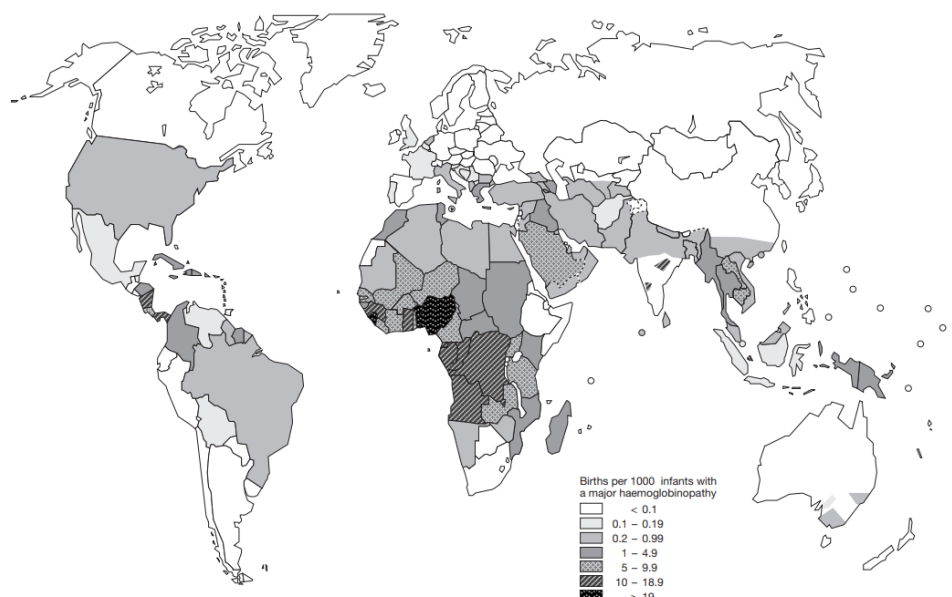 Births per 1000 infants with
a major haemoglobinopathy
< 0.1
0.1 – 0.19
0.2 – 0.99
1 – 4.9
5 – 9.9
10 – 18.9
> 19